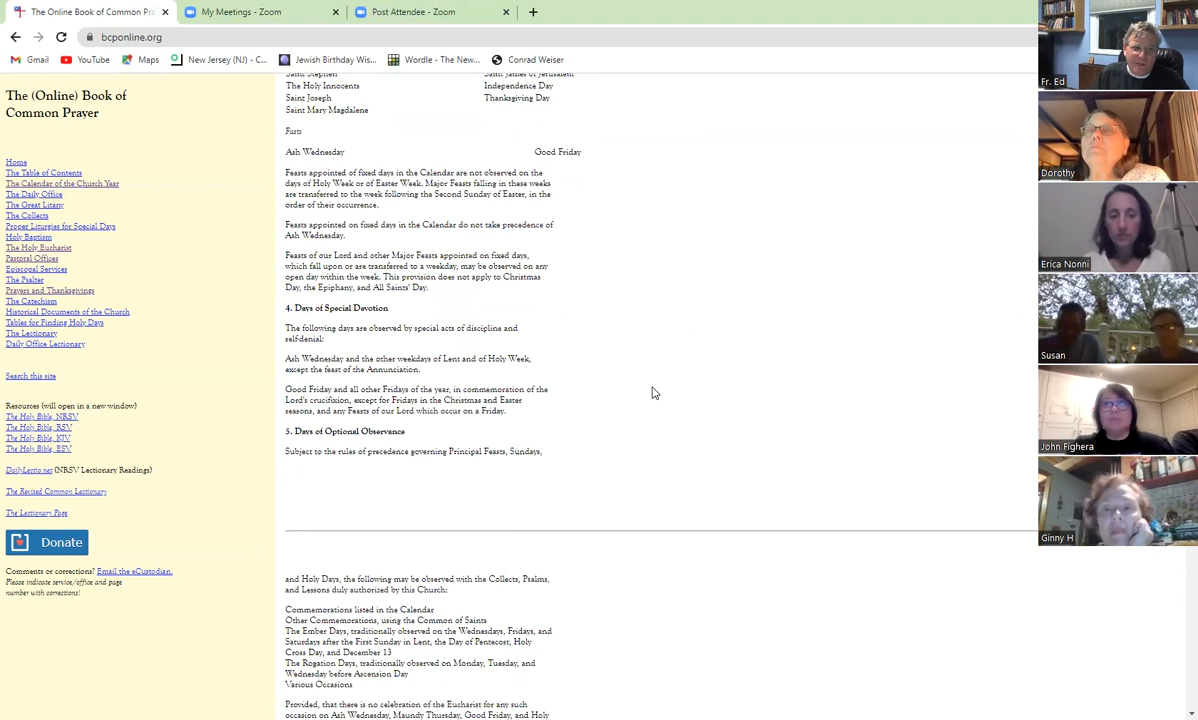 The Online Book of Common Pra
My Meetings - Zoom
Post Attendee - Zoom
bcponline.org
Gmail
YouTube
Maps
New Jersey (NJ) - C...
Jewish Birthday Wis...
Wordle - The New...
Conrad Weiser
The (Online) Book of
Common Prayer
Home
The Table of Contents
The Calendar of the Church Year
The Daily Office
The Great Litany
The Collects
Proper Liturgies for Special Days
Holy Baptism
The Holy Eucharist
Pastoral Offices
Episcopal Services
The Psalter
Prayers and Thanksgivings
The Catechism
Historical Documents of the Church
Tables for Finding Holy Days
The Lectionary
Daily Office Lectionary
Search this site
Resources (will open in a new window)
The Holy Bible, NRSV
The Holy Bible, RSV
The Holy Bible, KJV
The Holy Bible, ESV
DailyLectio.net (NRSV Lectionary Readings)
The Revised Common Lectionary
The Lectionary Page
Donate
Comments or corrections? Email the eCustodian.
Please indicate service/office and page
number with corrections!
Saint Stephen Saint James of Jerusalem
The Holy Innocents Independence Day
Saint Joseph Thanksgiving Day
Saint Mary Magdalene
Fasts
Ash Wednesday Good Friday
Feasts appointed of fixed days in the Calendar are not observed on the
days of Holy Week or of Easter Week. Major Feasts falling in these weeks
are transferred to the week following the Second Sunday of Easter, in the
order of their occurrence.
Feasts appointed on fixed days in the Calendar do not take precedence of
Ash Wednesday.
Feasts of our Lord and other Major Feasts appointed on fixed days,
which fall upon or are transferred to a weekday, may be observed on any
open day within the week. This provision does not apply to Christmas
Day, the Epiphany, and All Saints' Day.
4. Days of Special Devotion
The following days are observed by special acts of discipline and
self-denial:
Ash Wednesday and the other weekdays of Lent and of Holy Week,
except the feast of the Annunciation.
Good Friday and all other Fridays of the year, in commemoration of the
Lord's crucifixion, except for Fridays in the Christmas and Easter
seasons, and any Feasts of our Lord which occur on a Friday.
5. Days of Optional Observance
Subject to the rules of precedence governing Principal Feasts, Sundays,
and Holy Days, the following may be observed with the Collects, Psalms,
and Lessons duly authorized by this Church:
Commemorations listed in the Calendar
Other Commemorations, using the Common of Saints
The Ember Days, traditionally observed on the Wednesdays, Fridays, and
Saturdays after the First Sunday in Lent, the Day of Pentecost, Holy
Cross Day, and December 13
The Rogation Days, traditionally observed on Monday, Tuesday, and
Wednesday before Ascension Day
Various Occasions
Provided, that there is no celebration of the Eucharist for any such
occasion on Ash Wednesday, Maundy Thursday, Good Friday, and Holy
Fr. Ed
Dorothy
Erica Nonni
Susan
John Fighera
Ginny H